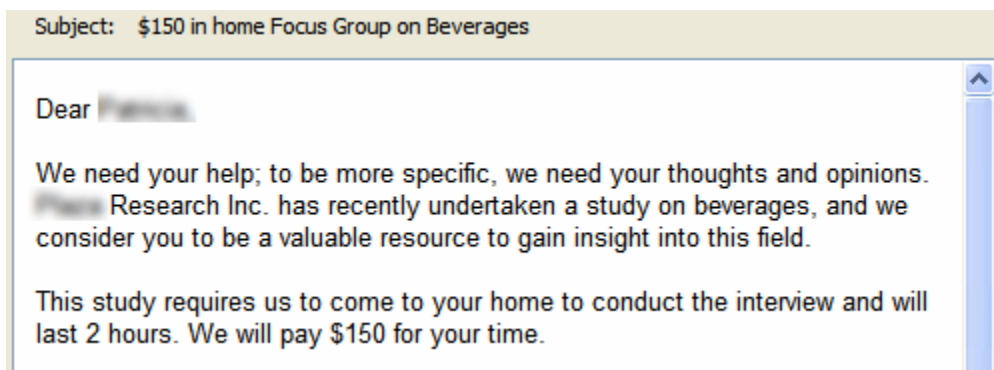 Subject: $150 in home Focus Group on Beverages
Dear
We need your help; to be more specific, we need your thoughts and opinions.
Research Inc. has recently undertaken a study on beverages, and we
consider you to be a valuable resource to gain insight into this field.
This study requires us to come to your home to conduct the interview and will
last 2 hours. We will pay $150 for your time.